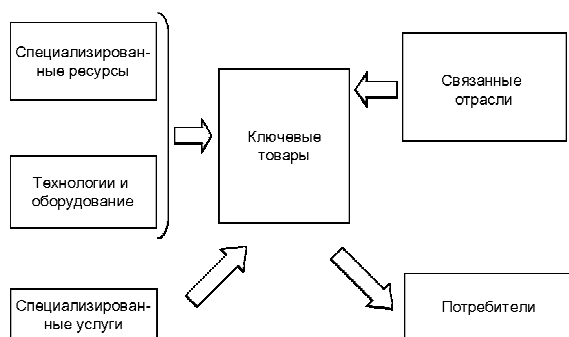 Специализирован-
ные ресурсы
Технологии и
оборудование
Специализирован-
ные услуги
Ключевые
товары
Связанные
отрасли
Потребители